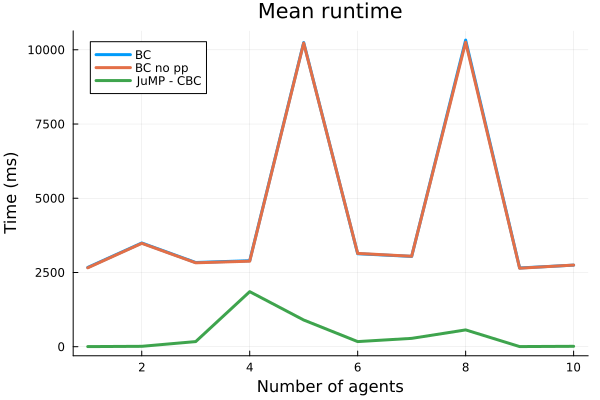 Mean runtime
BC
BC no pp
JuMP - CBC
Time (ms)
10000
7500
5000
2500
0
2
4
6
8
10
Number of agents